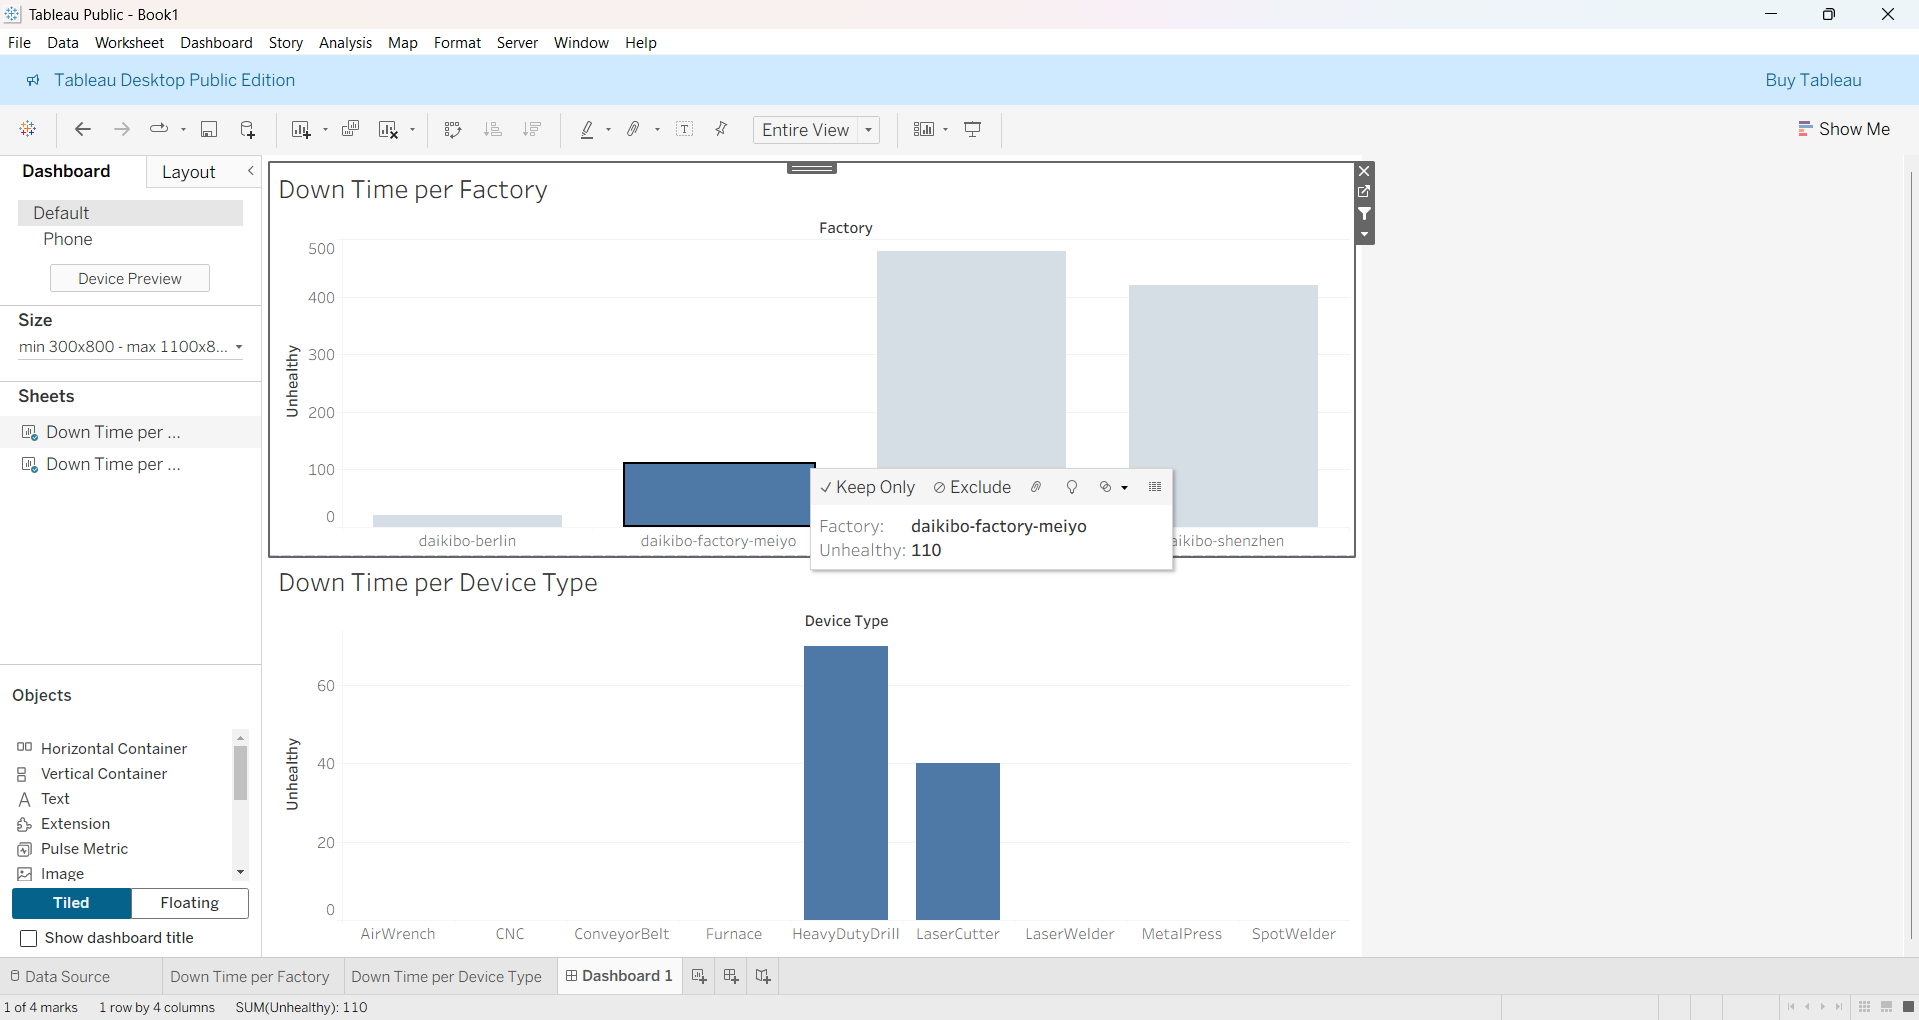 Tableau Public - Book1
File Data Worksheet Dashboard Story Analysis Map Format Server Window Help
Tableau Desktop Public Edition
Buy Tableau
Entire View
Show Me
Dashboard
Layout
Default
Phone
Device Preview
Size
min 300x800 - max 1100x8...
Sheets
Down Time per ...
Down Time per ...
Objects
Horizontal Container
Vertical Container
Text
Extension
Pulse Metric
Image
Tiled
Floating
Show dashboard title
Down Time per Factory
Factory
Unhealthy
500
400
300
200
100
0
daikibo-berlin
daikibo-factory-meiyo
aikibo-shenzhen
Keep Only
Exclude
Factory: daikibo-factory-meiyo
Unhealthy: 110
Down Time per Device Type
Device Type
Unhealthy
60
40
20
0
AirWrench CNC ConveyorBelt Furnace HeavyDutyDrill LaserCutter LaserWelder MetalPress SpotWelder
Data Source
Down Time per Factory
Down Time per Device Type
Dashboard 1
1 of 4 marks 1 row by 4 columns SUM(Unhealthy): 110